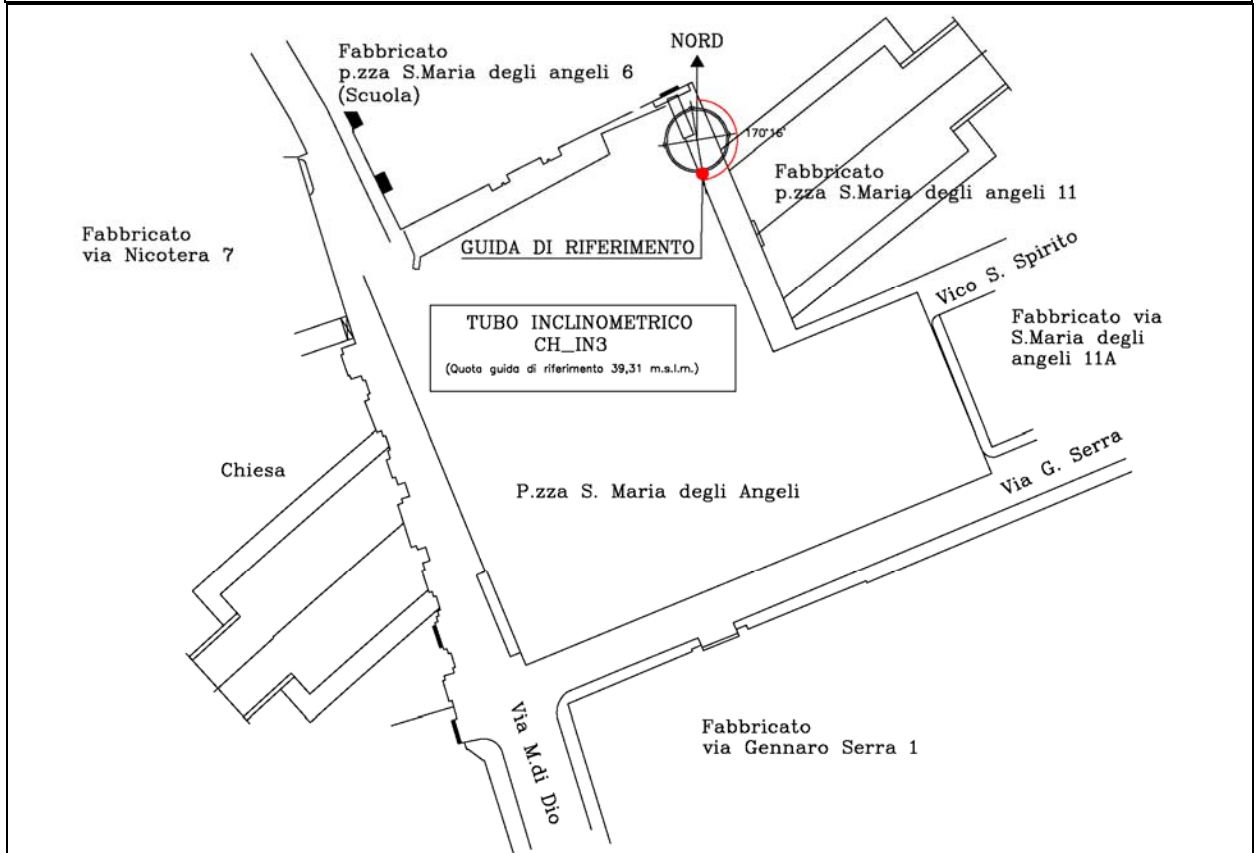 Fabbricato
p.zza S.Maria degli angeli 6
(Scuola)
NORD
170°16'
Fabbricato
p.zza S.Maria degli angeli 11
Fabbricato
via Nicotera 7
GUIDA DI RIFERIMENTO
Vico S. Spirito
TUBO INCLINOMETRICO
CH_IN3
(Quota guida di riferimento 39,31 m.s.l.m.)
Fabbricato via
S.Maria degli
angeli 11A
Chiesa
P.zza S. Maria degli Angeli
Via G. Serra
Via M.di Dio
Fabbricato
via Gennaro Serra 1